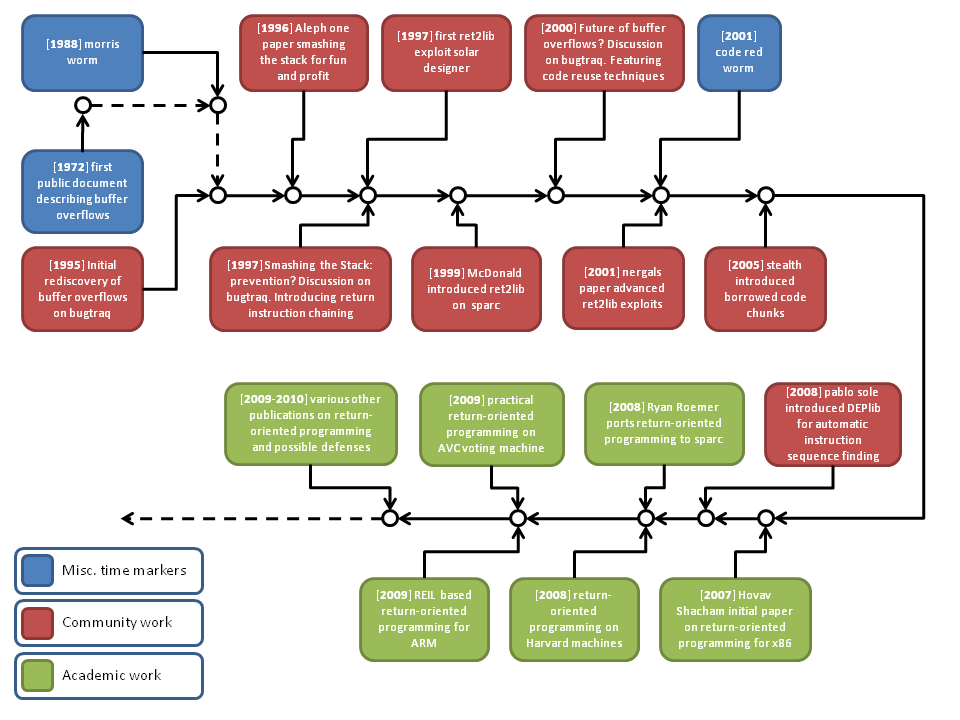 [1988] morris
worm
[1996] Aleph one
paper smashing
the stack for fun
and profit
[1997] first ret2lib
exploit solar
designer
[2000] Future of buffer
overflows? Discussion
on bugtraq. Featuring
code reuse techniques
[2001]
code red
worm
[1972] first
public document
describing buffer
overflows
[1995] Initial
rediscovery of
buffer overflows
on bugtraq
[1997] Smashing the Stack:
prevention? Discussion on
bugtraq. Introducing return
instruction chaining
[1999] McDonald
introduced ret2lib
on sparc
[2001] nergals
paper advanced
ret2lib exploits
[2005] stealth
introduced
borrowed code
chunks
[2009-2010] various other
publications on return-
oriented programming
and possible defenses
[2009] practical
return-oriented
programming on
AVC voting machine
[2008] Ryan Roemer
ports return-oriented
programming to sparc
[2008] pablo sole
introduced DEPlib
for automatic
instruction
sequence finding
[2009] REIL based
return-oriented
programming for
ARM
[2008] return-
oriented
programming on
Harvard machines
[2007] Hovav
Shacham initial paper
on return-oriented
programming for x86
Misc. time markers
Community work
Academic work